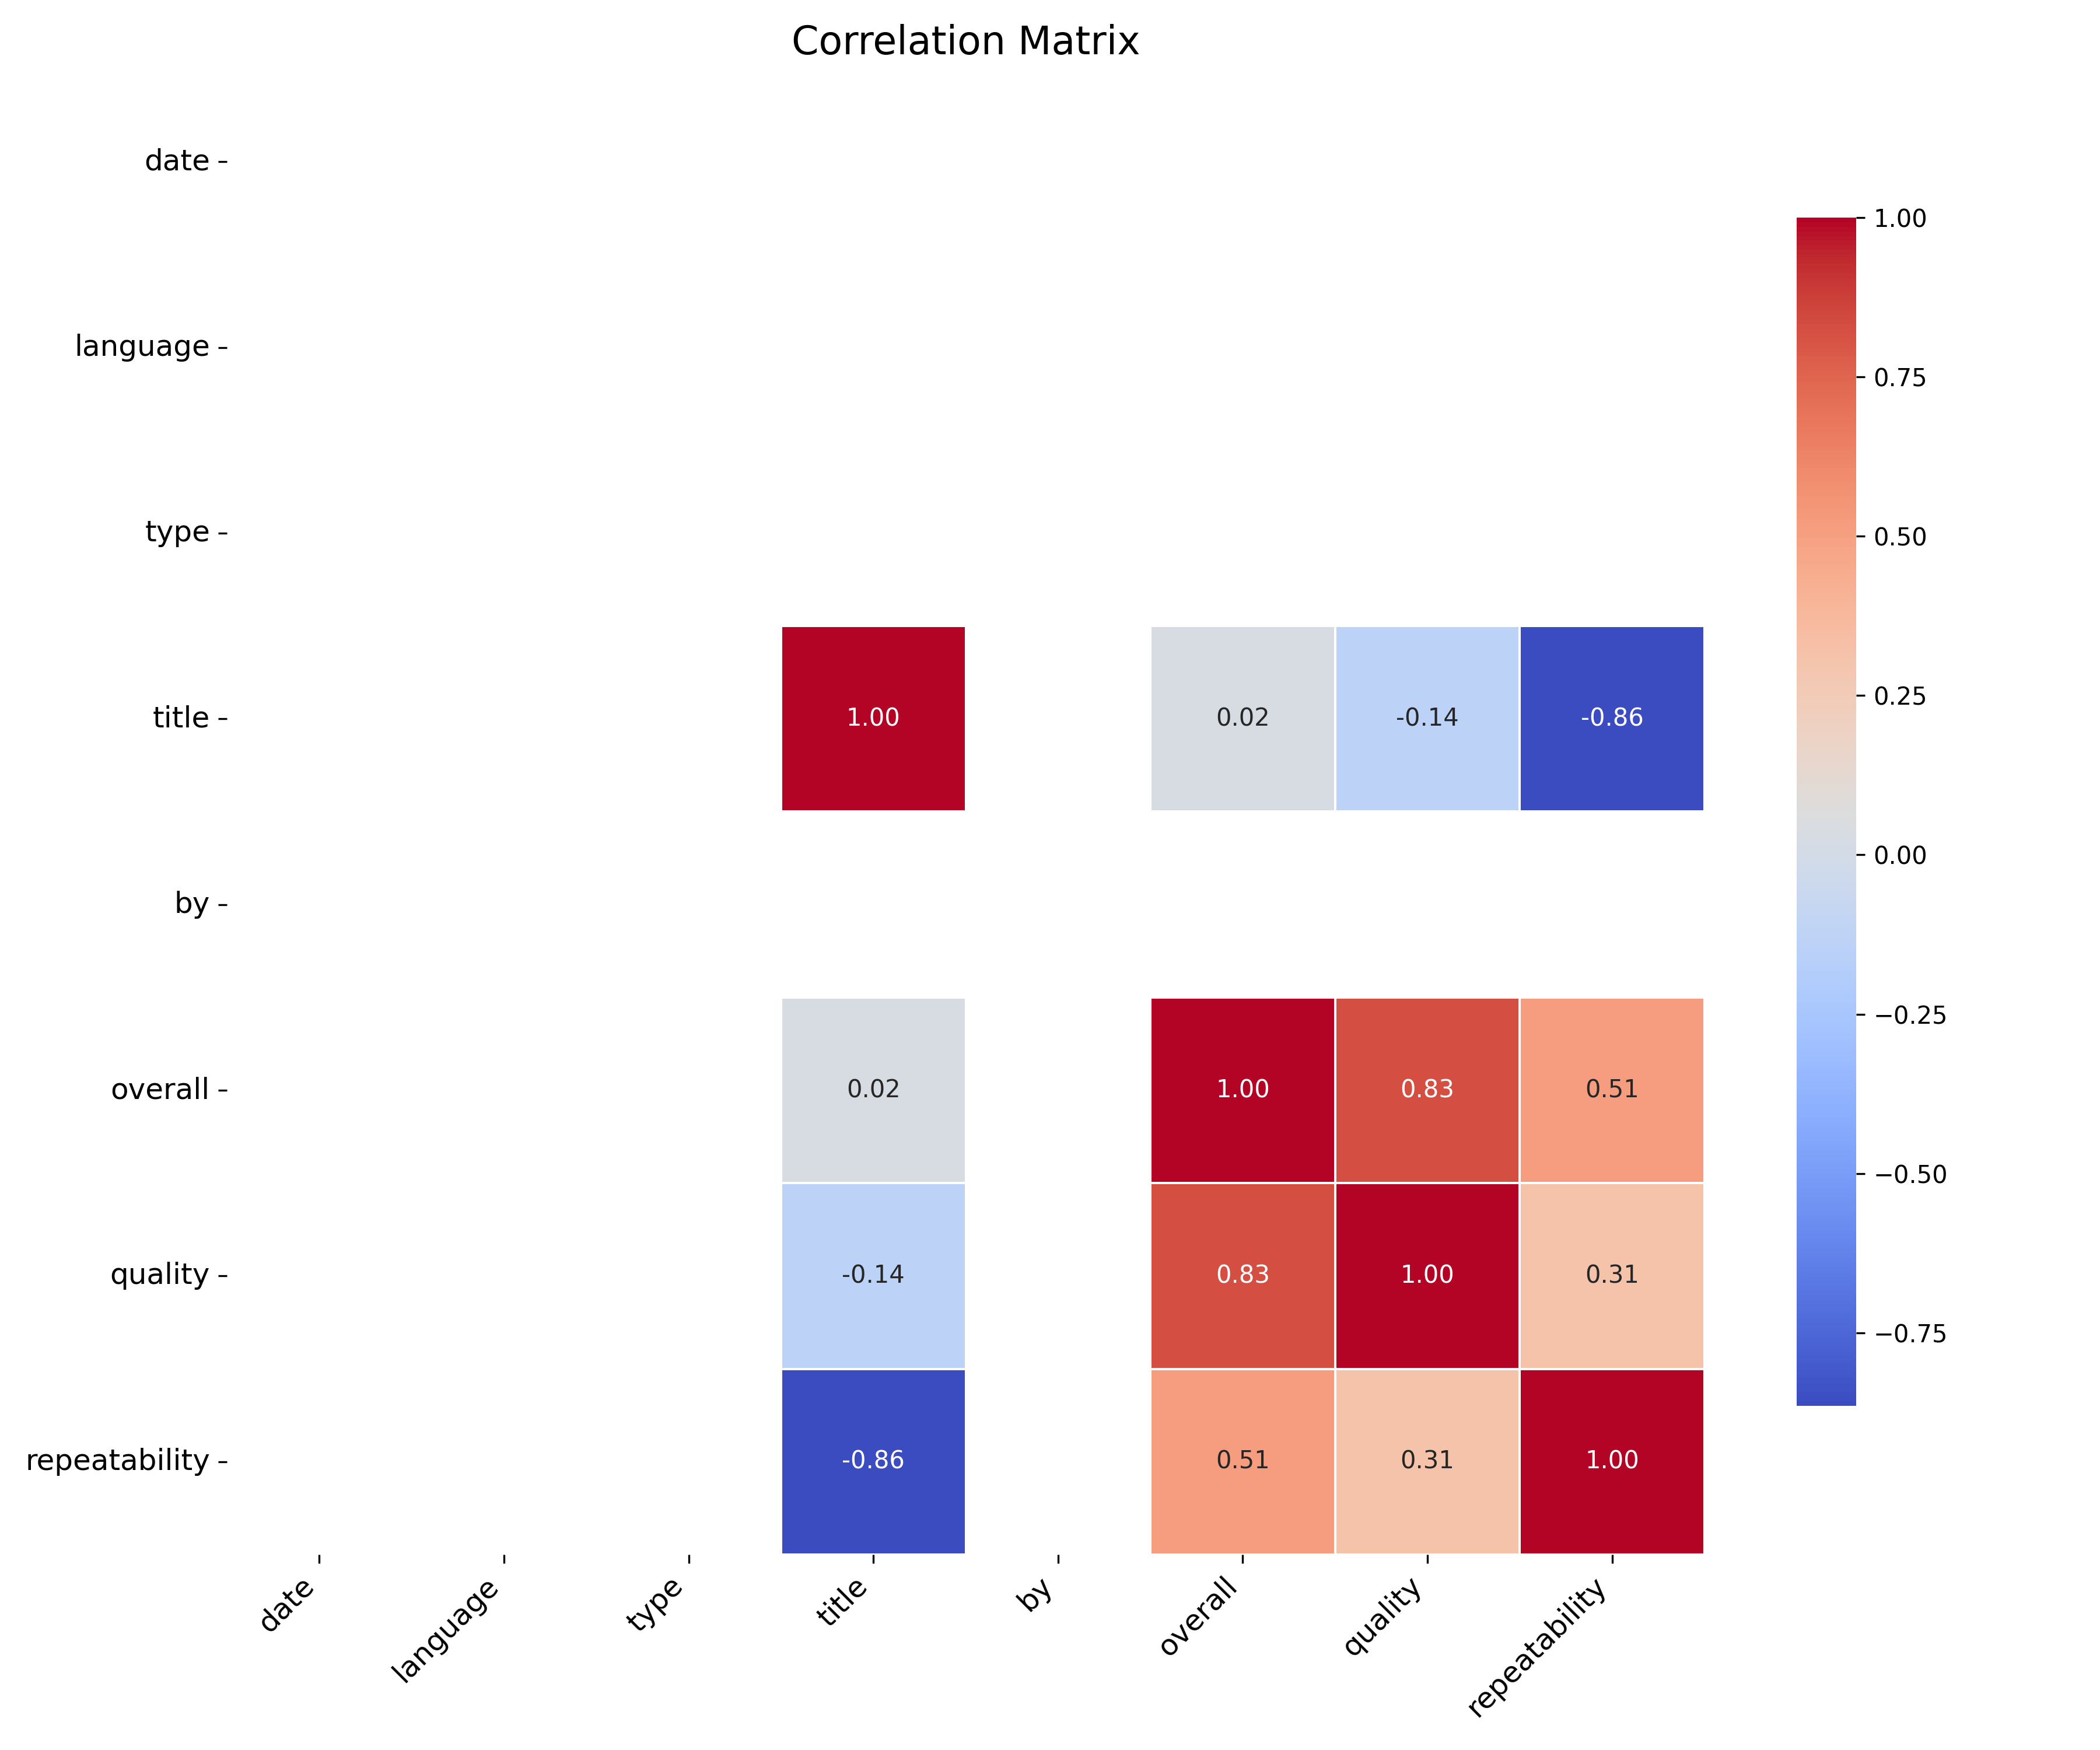 Correlation Matrix
date
language
type
title
1.00 0.02 -0.14 -0.86
by
overall
0.02 1.00 0.83 0.51
quality
-0.14 0.83 1.00 0.31
repeatability
-0.86 0.51 0.31 1.00
date language type title by overall quality repeatability
1.00
0.75
0.50
0.25
0.00
−0.25
−0.50
−0.75